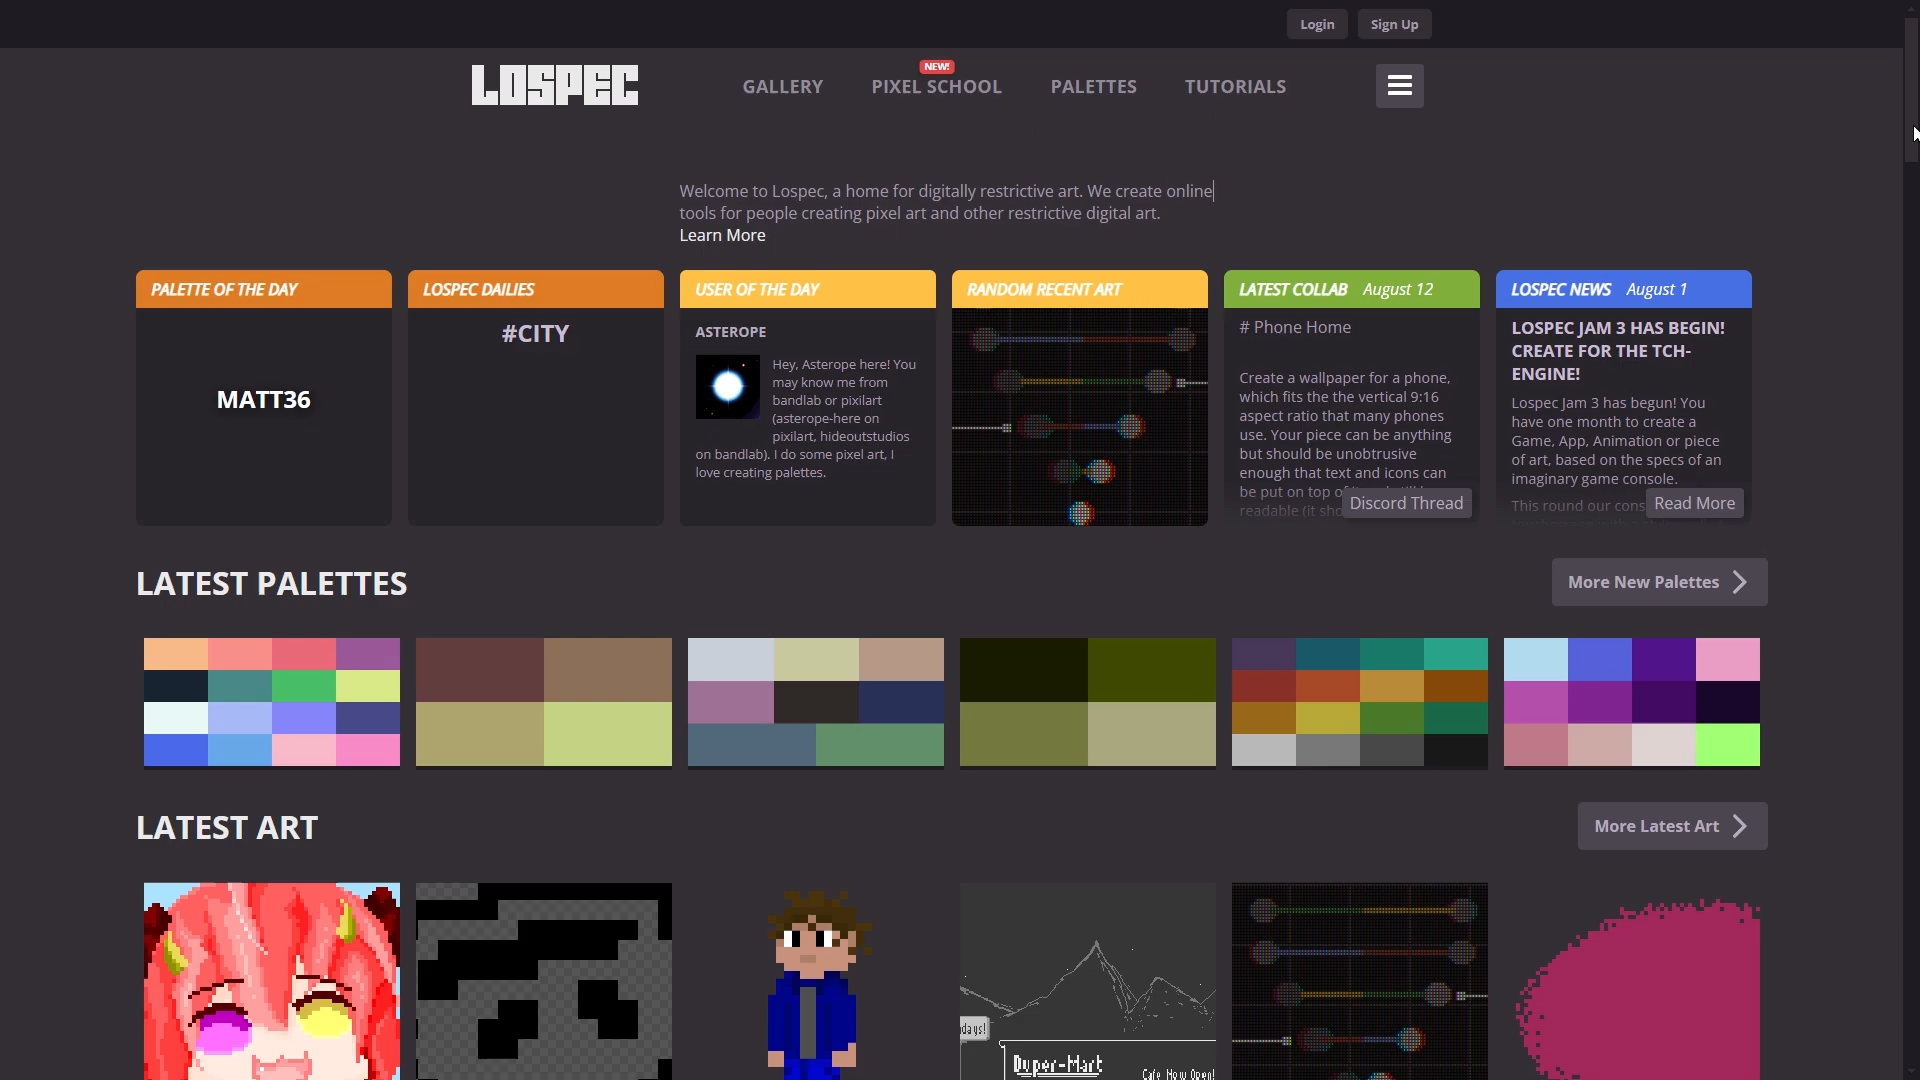 Login
Sign Up
LOSPEC
GALLERY
NEW!
PIXEL SCHOOL
PALETTES
TUTORIALS
Welcome to Lospec, a home for digitally restrictive art. We create online
tools for people creating pixel art and other restrictive digital art.
Learn More
PALETTE OF THE DAY
MATT36
LOSPEC DAILIES
#CITY
USER OF THE DAY
ASTEROPE
Hey, Asterope here! You
may know me from
bandlab or pixilart
(asterope-here on
pixilart, hideoutstudios
on bandlab). I do some pixel art, I
love creating palettes.
RANDOM RECENT ART
LATEST COLLAB August 12
# Phone Home
Create a wallpaper for a phone,
which fits the the vertical 9:16
aspect ratio that many phones
use. Your piece can be anything
but should be unobtrusive
enough that text and icons can
be put on top of
readable (it
Discord Thread
LOSPEC NEWS August 1
LOSPEC JAM 3 HAS BEGIN!
CREATE FOR THE TCH-
ENGINE!
Lospec Jam 3 has begun! You
have one month to create a
Game, App, Animation or piece
of art, based on the specs of an
imaginary game console.
This round our
Read More
LATEST PALETTES
More New Palettes
LATEST ART
More Latest Art
days!
Duper-Mart
Cafe Now Open!